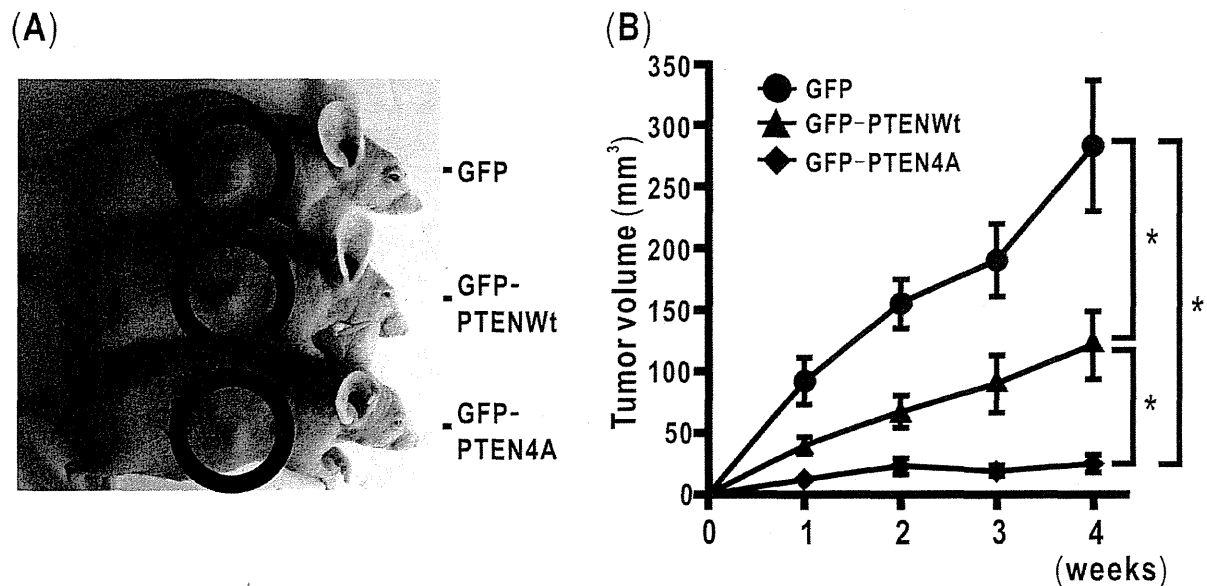 (A)
GFP
GFP-
PTENWt
GFP-
PTEN4A
(B)
Tumor volume (mm³)
350
300
250
200
150
100
50
0
GFP
GFP-PTENWt
GFP-PTEN4A
*
*
*
0 1 2 3 4
(weeks)